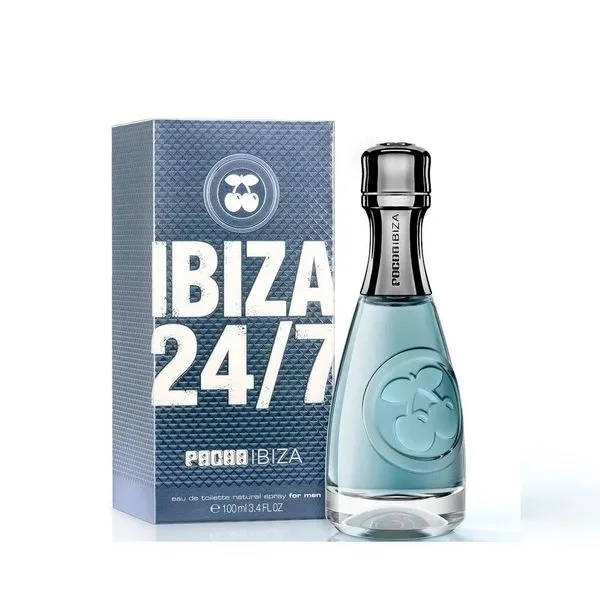 IBIZA
24/7
PACHA IBIZA
eau de toilette natural spray for men
℮ 100 ml 3.4 FL OZ
PACHA IBIZA